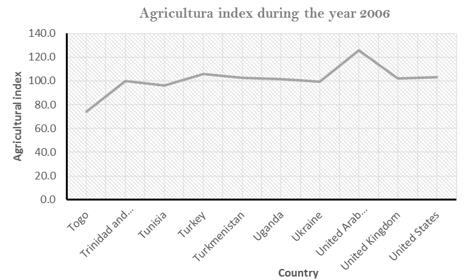 Agricultura index during the year 2006
140.0
120.0
100.0
80.0
60.0
40.0
20.0
0.0
Agricultural index
Togo
Trinidad and...
Tunisia
Turkey
Turkmenistan
Uganda
Ukraine
United Arab...
United Kingdom
United States
Country